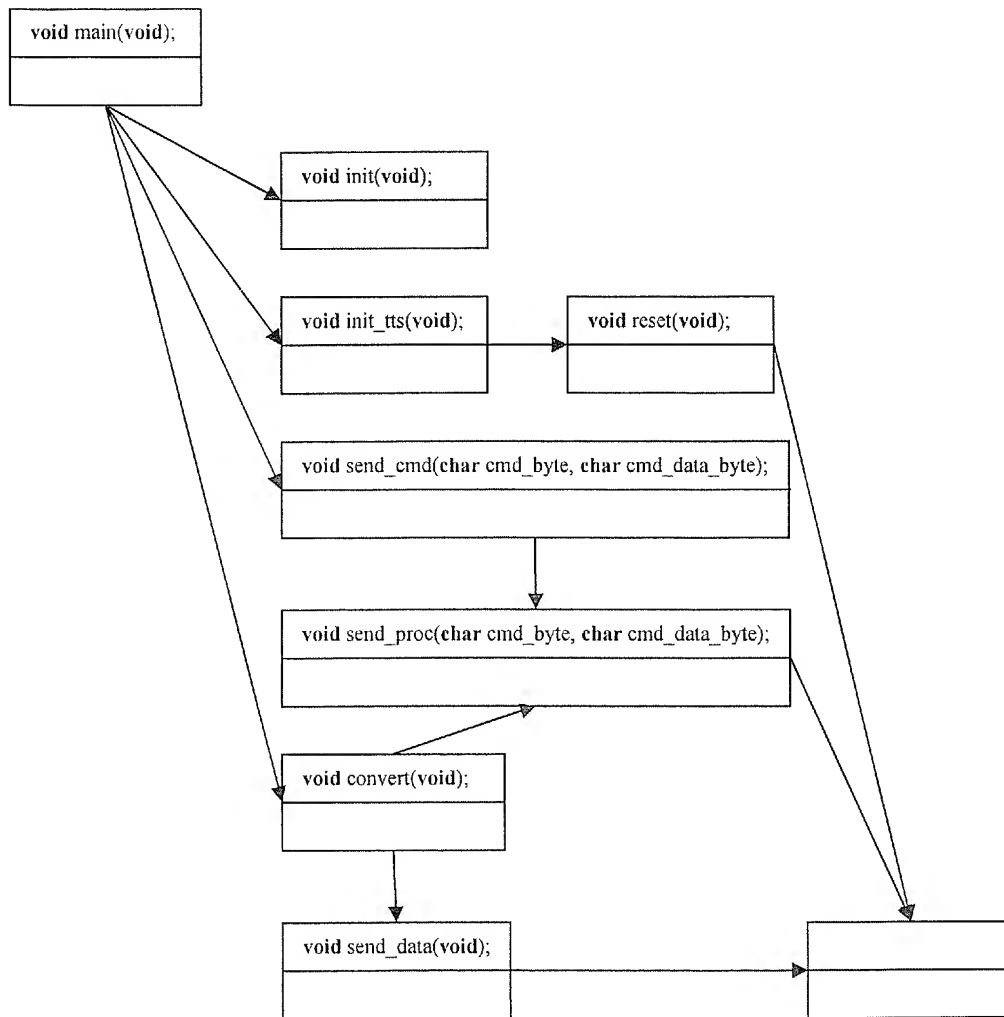 void main(void);
void init(void);
void init_tts(void);
void reset(void);
void send_cmd(char cmd_byte, char cmd_data_byte);
void send_proc(char cmd_byte, char cmd_data_byte);
void convert(void);
void send_data(void);